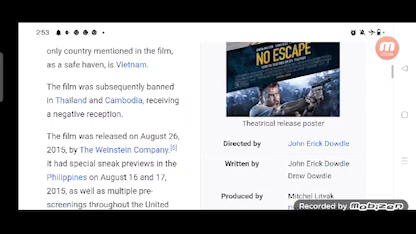 2:53
only country mentioned in the film,
as a safe haven, is Vietnam.
The film was subsequently banned
in Thailand and Cambodia, receiving
a negative reception.
The film was released on August 26,
2015, by The Weinstein Company.[6]
It had special sneak previews in the
Philippines on August 16 and 17,
2015, as well as multiple pre-
screenings throughout the United
NO ESCAPE
Theatrical release poster
Directed by John Erick Dowdle
Written by John Erick Dowdle
Drew Dowdle
Produced by Mitchel Litvak
Recorded by
Mobizen